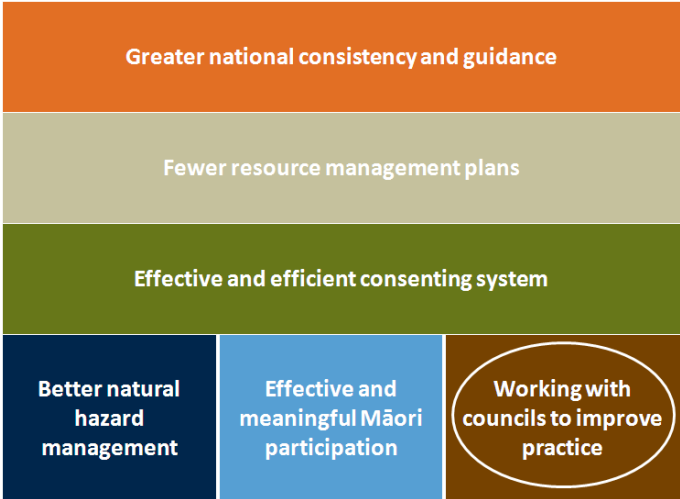 Greater national consistency and guidance
Fewer resource management plans
Effective and efficient consenting system
Better natural
hazard
management
Effective and
meaningful Māori
participation
Working with
councils to improve
practice